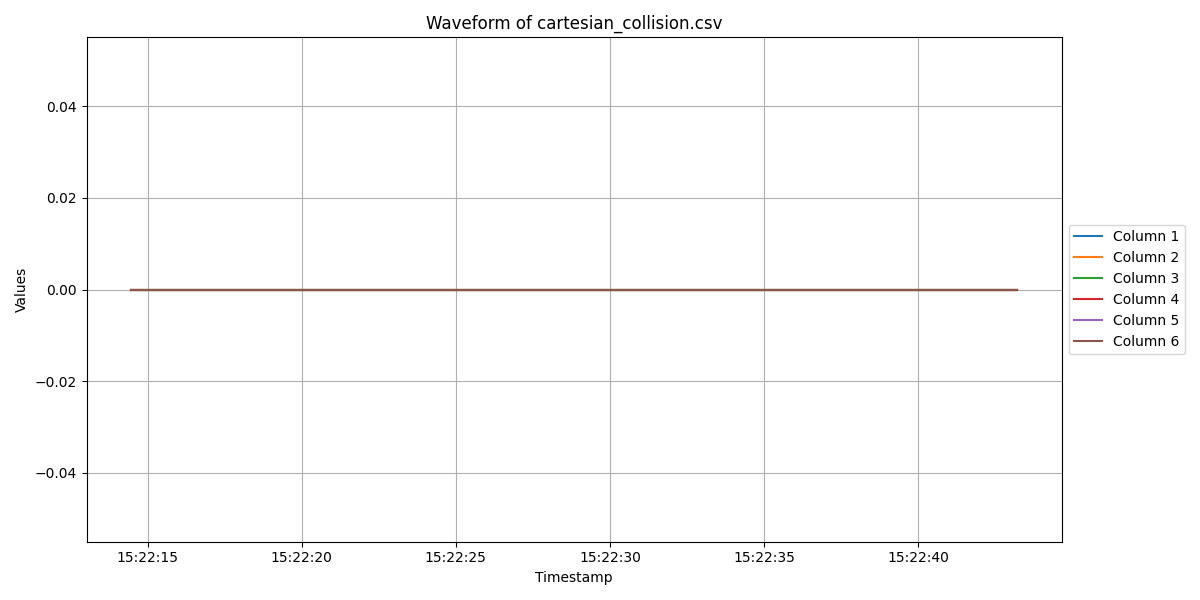 Waveform of cartesian_collision.csv
Values
0.04
0.02
0.00
−0.02
−0.04
15:22:15
15:22:20
15:22:25
15:22:30
15:22:35
15:22:40
Timestamp
Column 1
Column 2
Column 3
Column 4
Column 5
Column 6